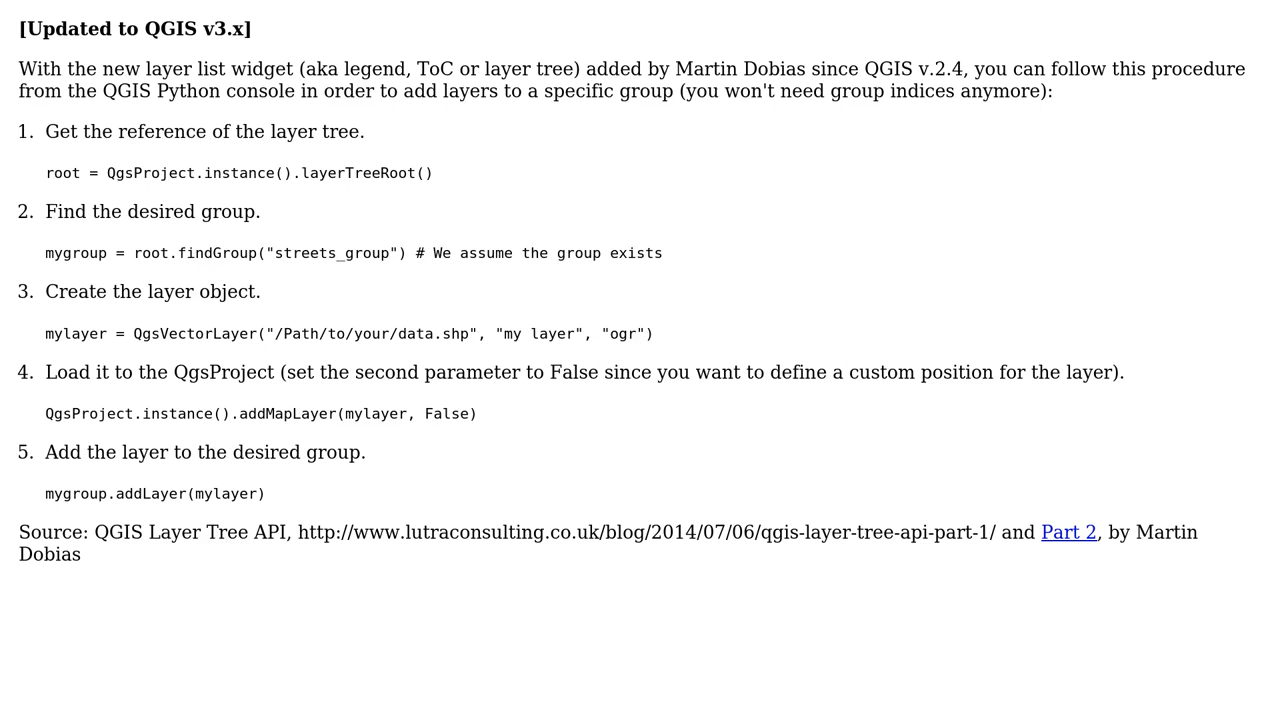 [Updated to QGIS v3.x]
With the new layer list widget (aka legend, ToC or layer tree) added by Martin Dobias since QGIS v.2.4, you can follow this procedure
from the QGIS Python console in order to add layers to a specific group (you won't need group indices anymore):
1. Get the reference of the layer tree.
root = QgsProject.instance().layerTreeRoot()
2. Find the desired group.
mygroup = root.findGroup("streets_group") # We assume the group exists
3. Create the layer object.
mylayer = QgsVectorLayer("/Path/to/your/data.shp", "my layer", "ogr")
4. Load it to the QgsProject (set the second parameter to False since you want to define a custom position for the layer).
QgsProject.instance().addMapLayer(mylayer, False)
5. Add the layer to the desired group.
mygroup.addLayer(mylayer)
Source: QGIS Layer Tree API, http://www.lutraconsulting.co.uk/blog/2014/07/06/qgis-layer-tree-api-part-1/ and Part 2, by Martin
Dobias